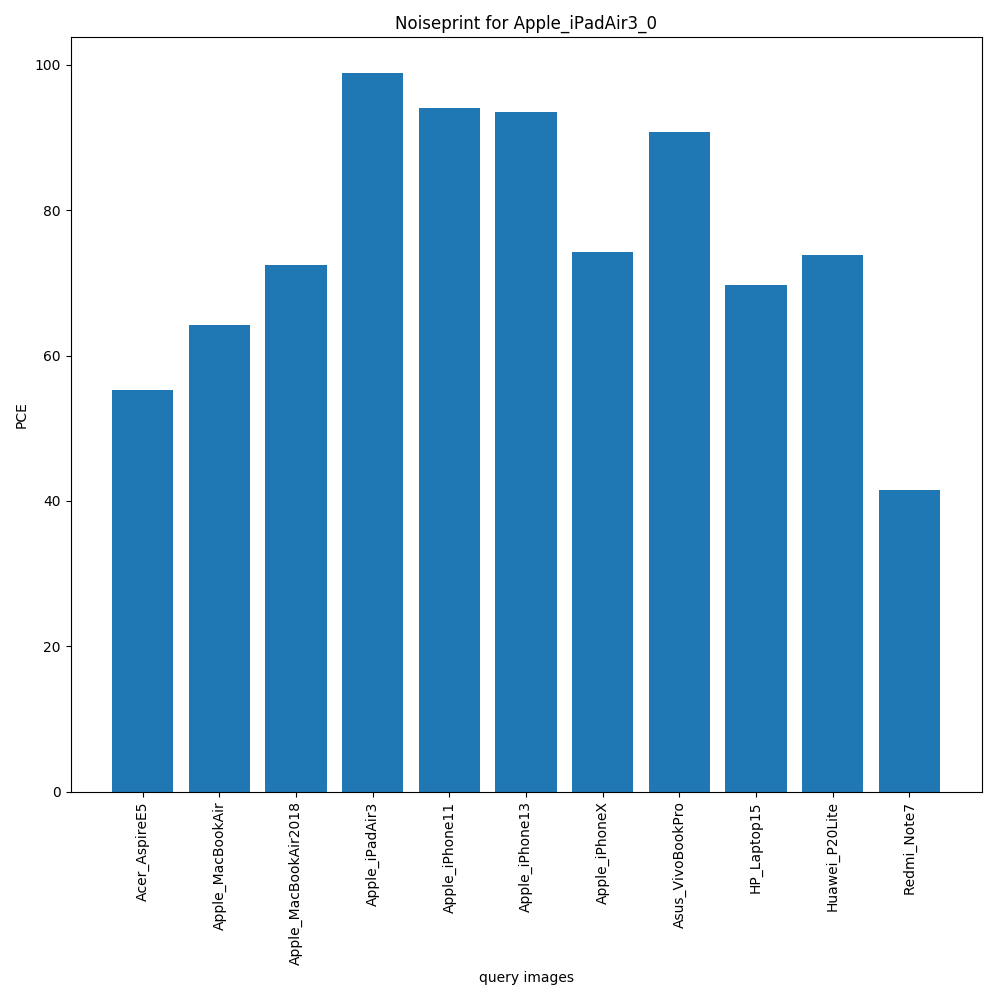 Noiseprint for Apple_iPadAir3_0
PCE
100
80
60
40
20
0
Acer_AspireE5
Apple_MacBookAir
Apple_MacBookAir2018
Apple_iPadAir3
Apple_iPhone11
Apple_iPhone13
Apple_iPhoneX
Asus_VivoBookPro
HP_Laptop15
Huawei_P20Lite
Redmi_Note7
query images